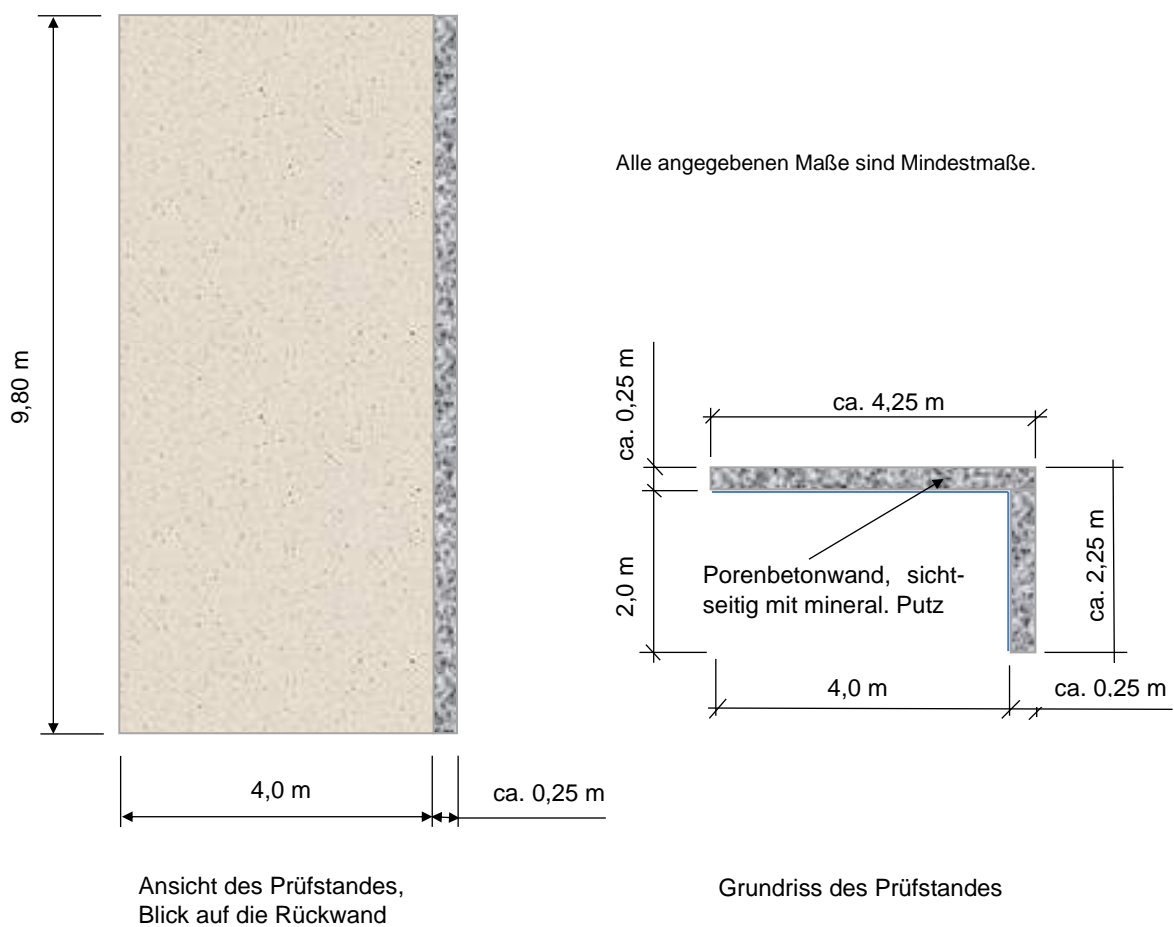 Alle angegebenen Maße sind Mindestmaße.
9,80 m
4,0 m
ca. 0,25 m
Ansicht des Prüfstandes,
Blick auf die Rückwand
ca. 0,25 m
ca. 4,25 m
2,0 m
Porenbetonwand, sicht-
seitig mit mineral. Putz
ca. 2,25 m
4,0 m
ca. 0,25 m
Grundriss des Prüfstandes